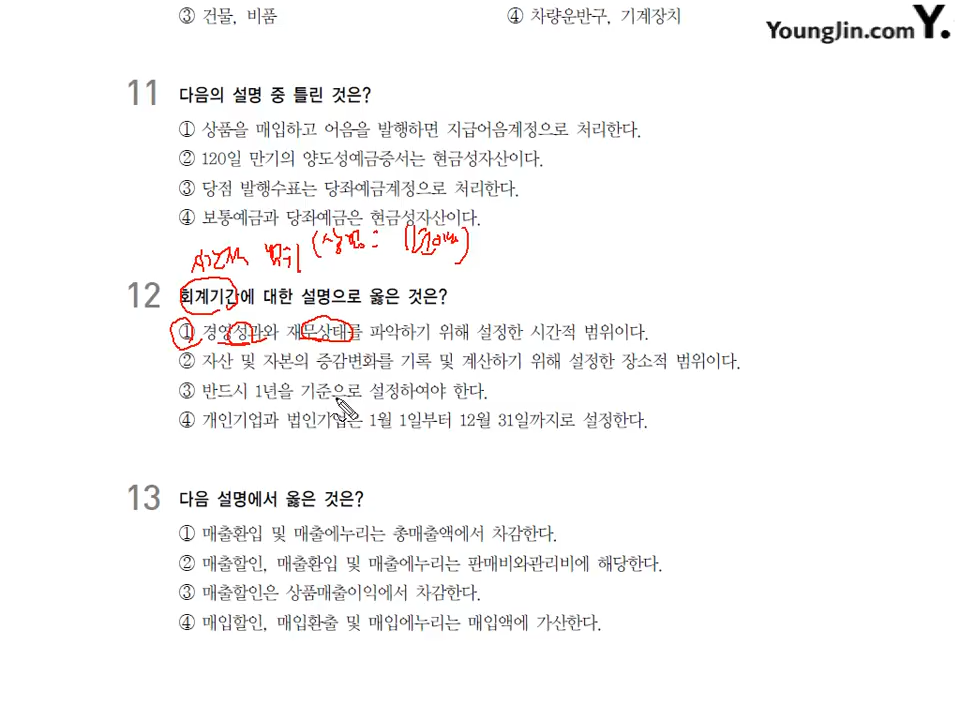 ③ 건물, 비품 ④ 차량운반구, 기계장치
YoungJin.com Y.
11 다음의 설명 중 틀린 것은?
① 상품을 매입하고 어음을 발행하면 지급어음계정으로 처리한다.
② 120일 만기의 양도성예금증서는 현금성자산이다.
③ 당점 발행수표는 당좌예금계정으로 처리한다.
④ 보통예금과 당좌예금은 현금성자산이다.
시간적 범위 (상법: 1년이내)
12 회계기간에 대한 설명으로 옳은 것은?
① 경영성과와 재무상태를 파악하기 위해 설정한 시간적 범위이다.
② 자산 및 자본의 증감변화를 기록 및 계산하기 위해 설정한 장소적 범위이다.
③ 반드시 1년을 기준으로 설정하여야 한다.
④ 개인기업과 법인기업은 1월 1일부터 12월 31일까지로 설정한다.
13 다음 설명에서 옳은 것은?
① 매출환입 및 매출에누리는 총매출액에서 차감한다.
② 매출할인, 매출환입 및 매출에누리는 판매비와관리비에 해당한다.
③ 매출할인은 상품매출이익에서 차감한다.
④ 매입할인, 매입환출 및 매입에누리는 매입액에 가산한다.